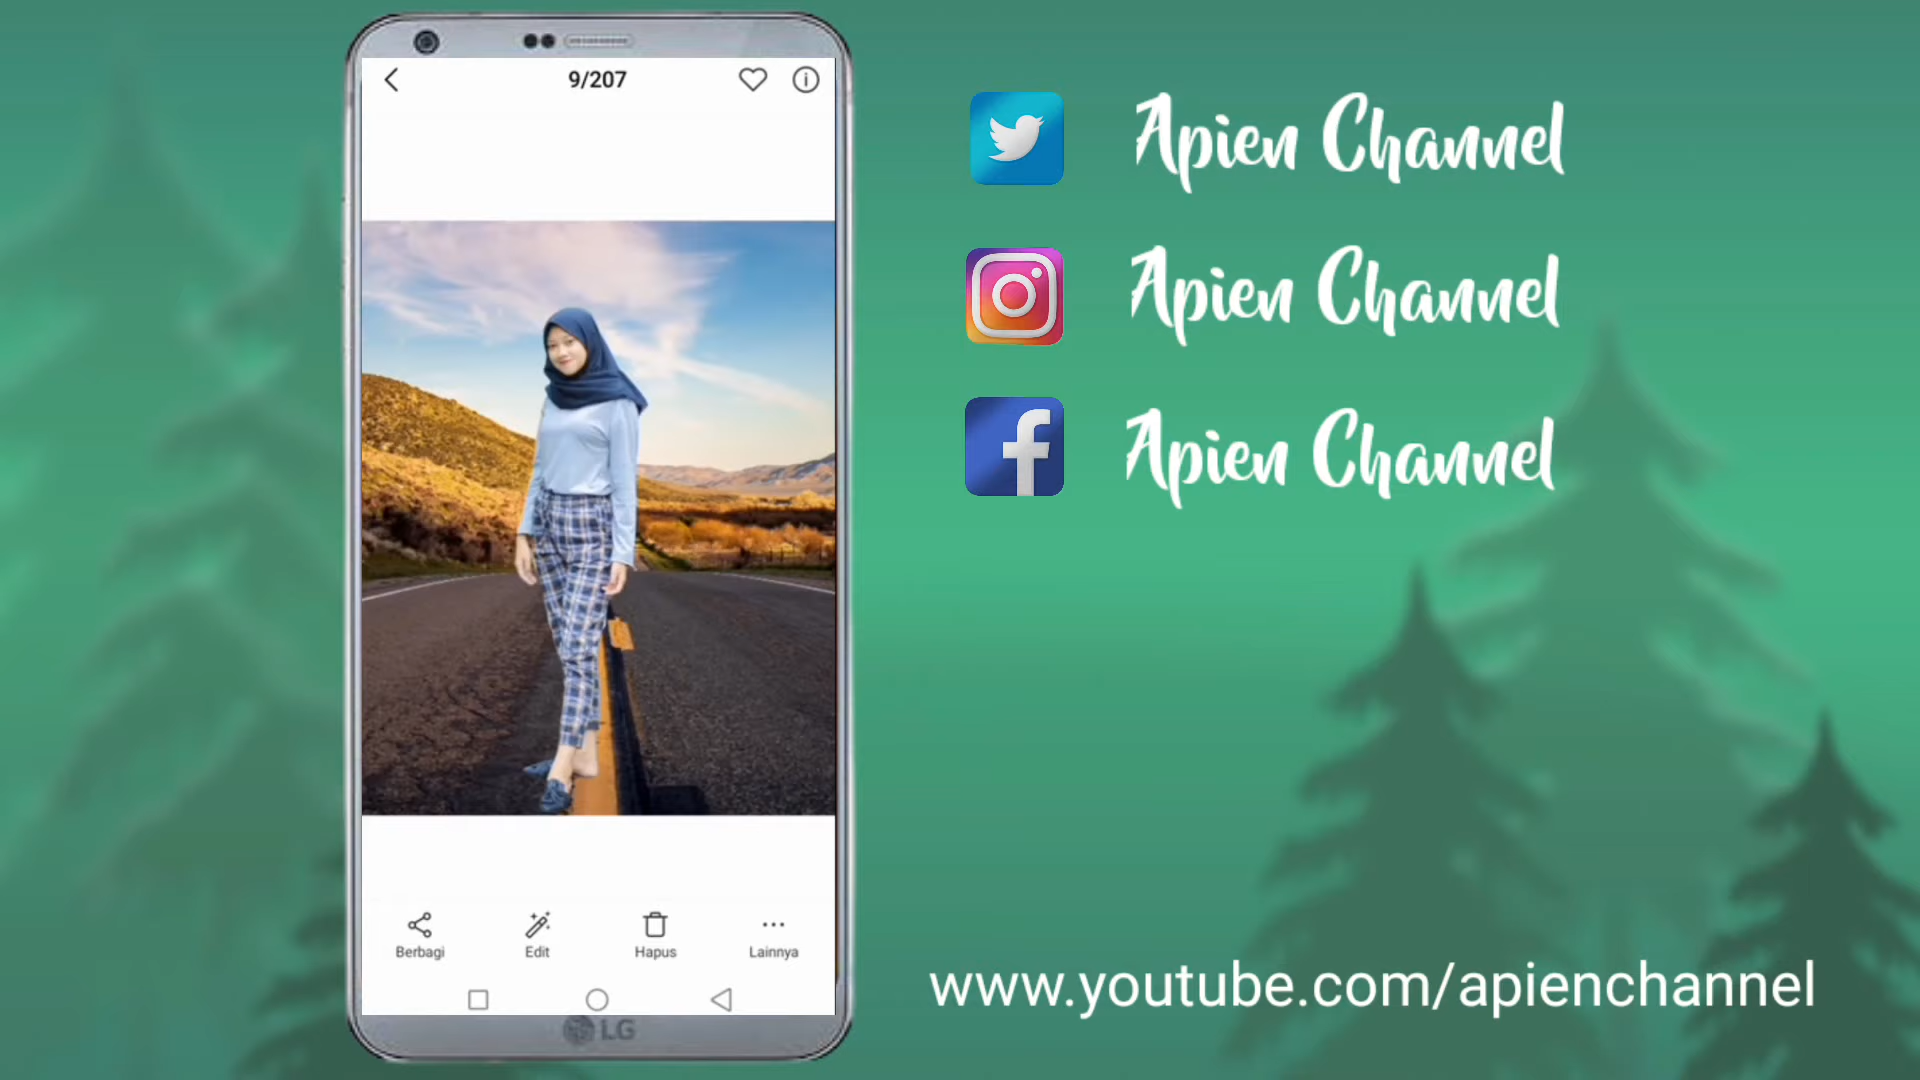 9/207
Berbagi
Edit
Hapus
Lainnya
LG
Apien Channel
Apien Channel
Apien Channel
www.youtube.com/apienchannel